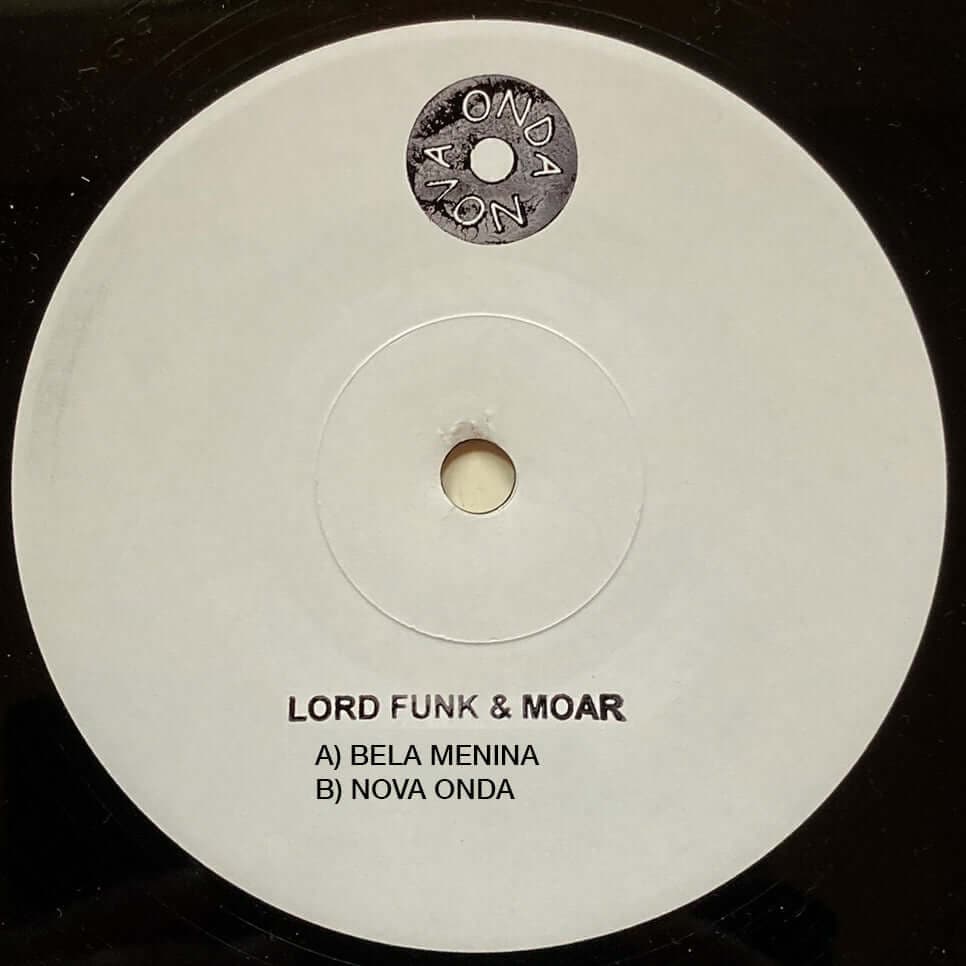 NOVA ONDA
LORD FUNK & MOAR
A) BELA MENINA
B) NOVA ONDA